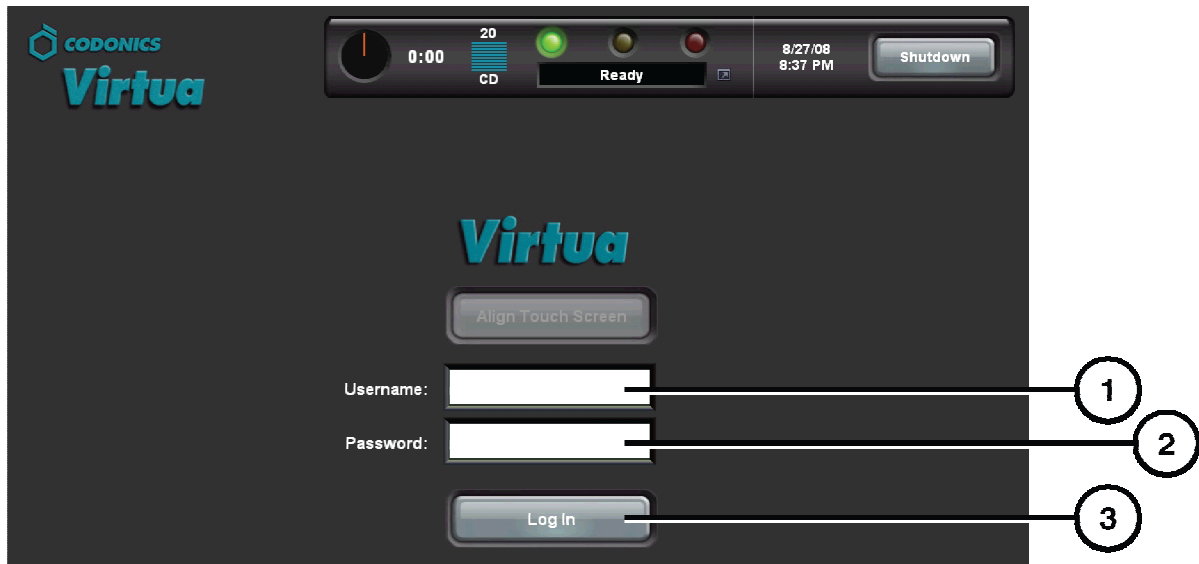 CODONICS
Virtua
0:00
20
CD
Ready
8/27/08
8:37 PM
Shutdown
Virtua
Align Touch Screen
Username:
1
Password:
2
Log In
3